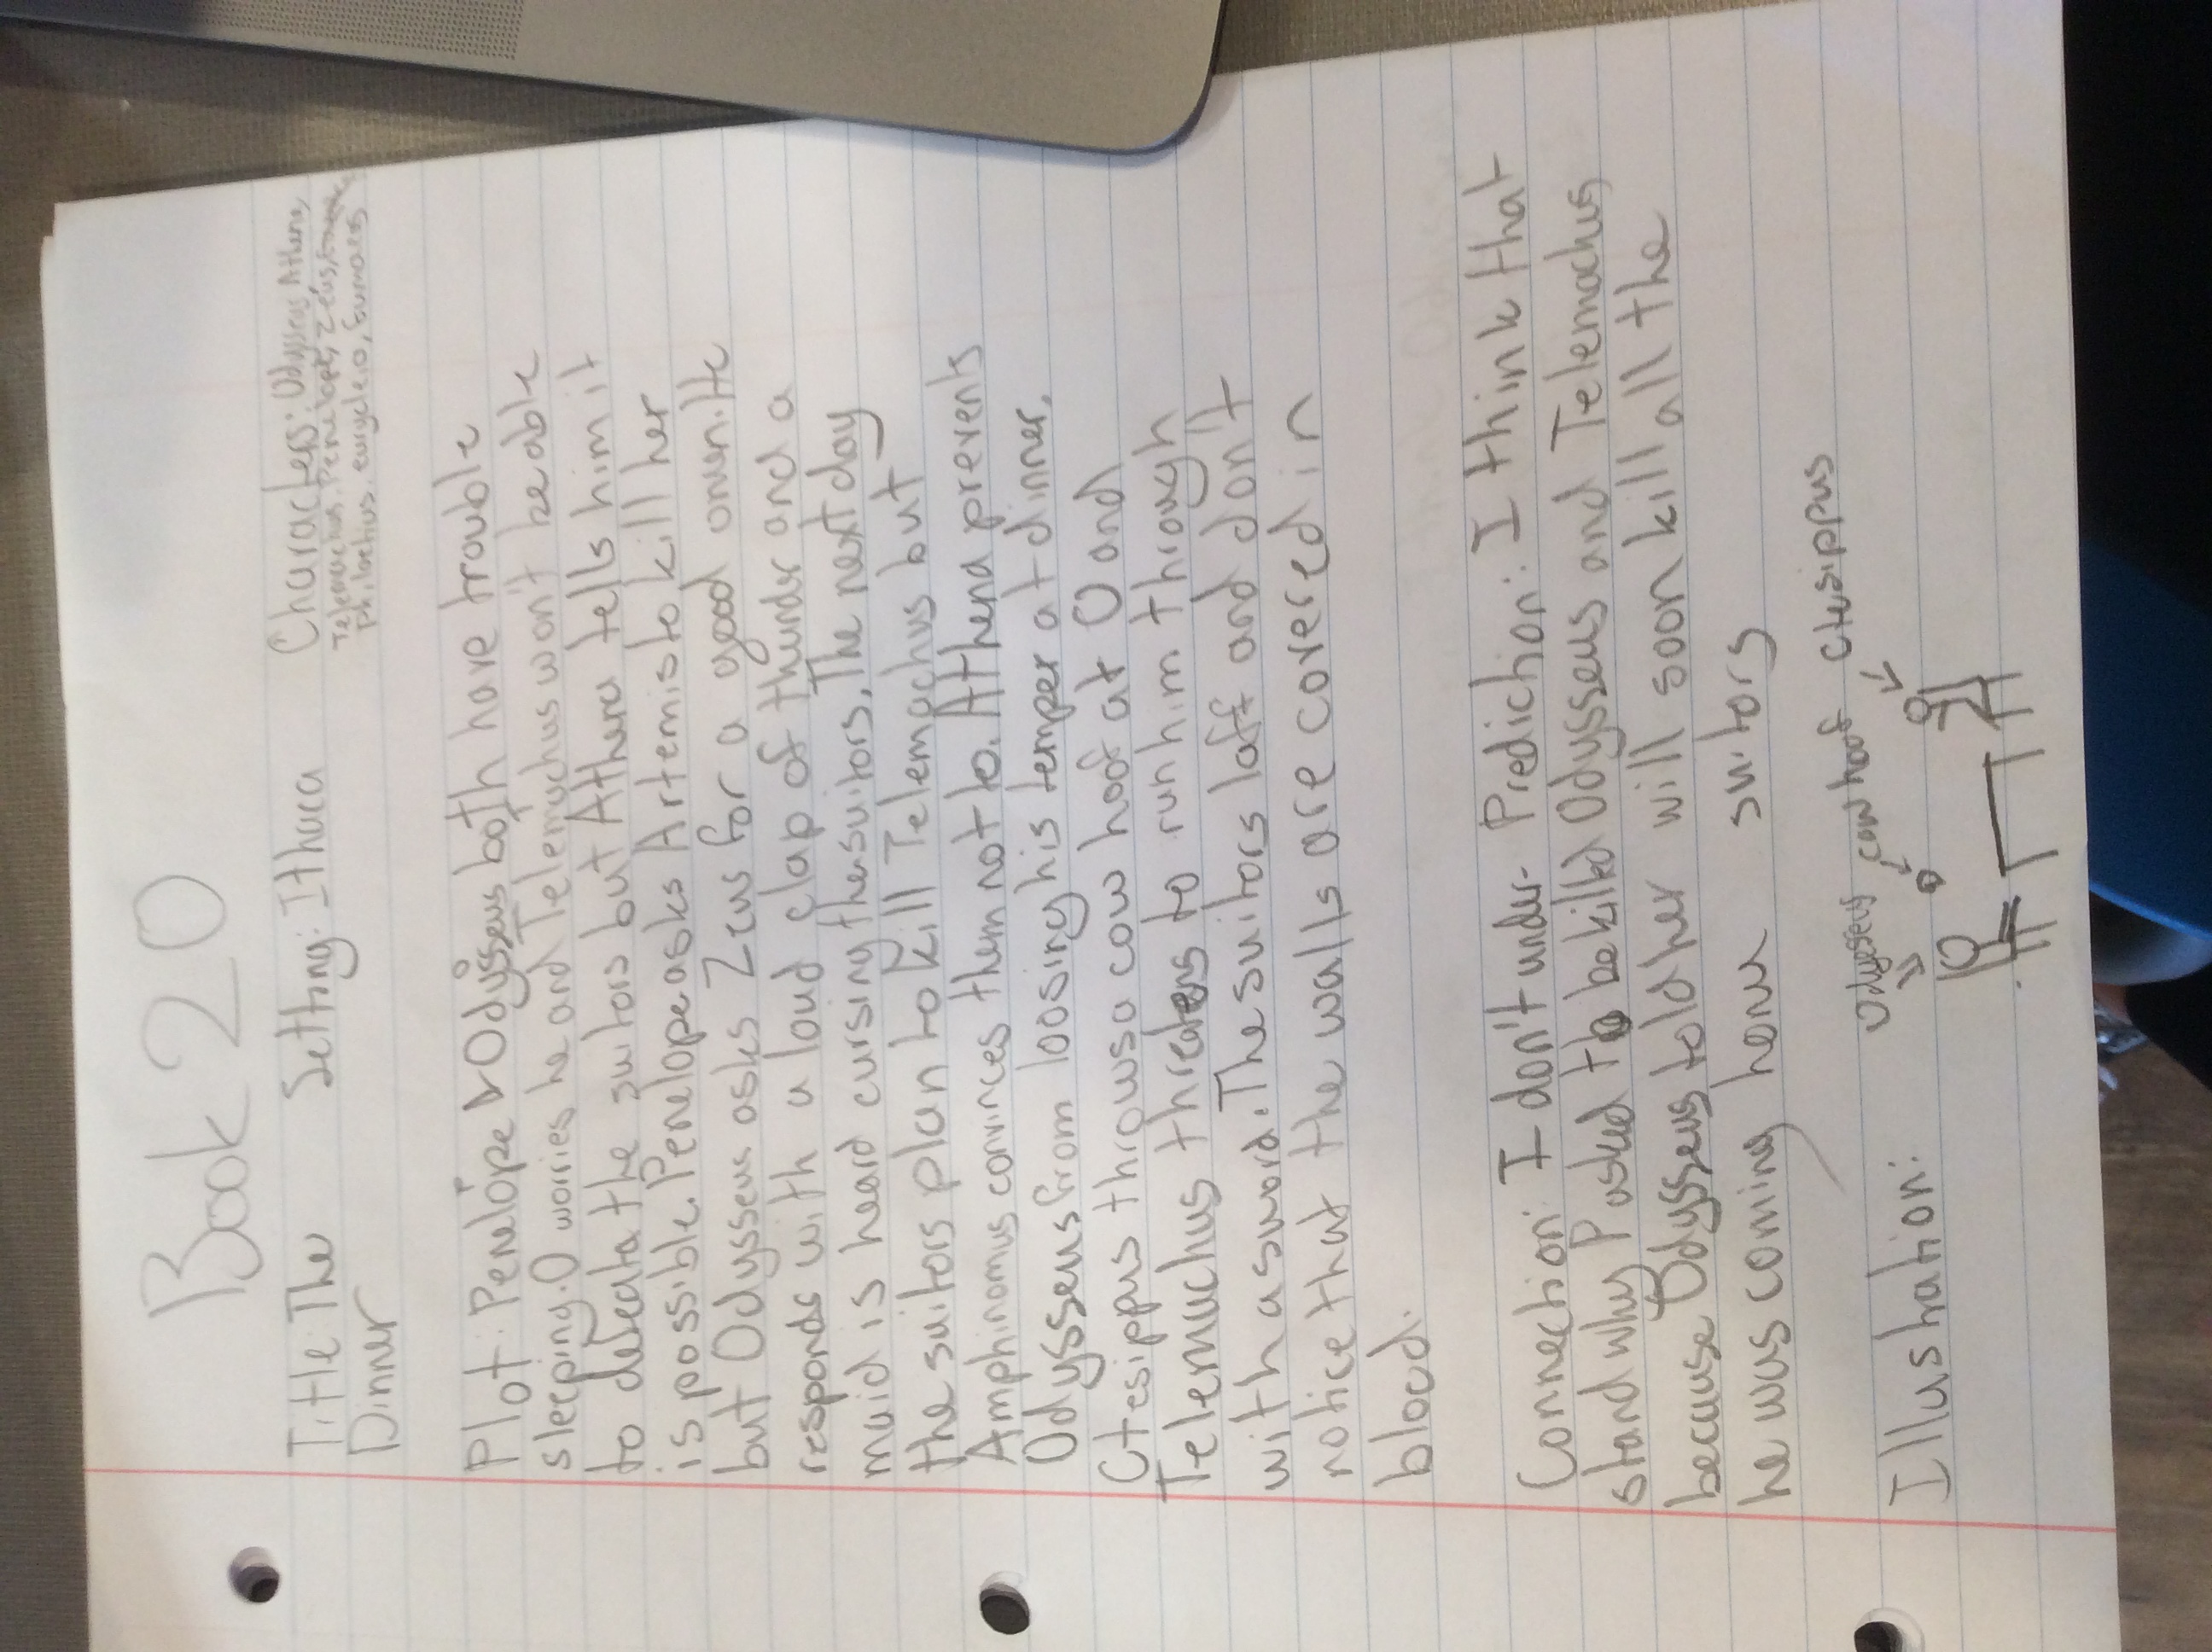 Book 20
Title: The Dinner
Setting: Ithaca
Characters: Odysseus, Athena,
Telemachus, Penelope, Zeus,
Philoetius, eurycleia, Eumaeus
Plot: Penelope & Odysseus both have trouble
sleeping. O worries he and Telemachus won't be able
to defeata the suitors but Athena tells him it
is possible. Penelope asks Artemis to kill her
but Odysseus asks Zeus for a good omen. He
responds with a loud clap of thunder and a
maid is heard cursing the suitors. The next day
the suitors plan to kill Telemachus but
Amphinomus convinces them not to. Athena prevents
Odysseus from loosing his temper at dinner.
Ctesippus throws a cow hoof at O and
Telemachus threatens to run him through
with a sword. The suitors laff and don't
notice that the walls are covered in
blood.
Connection: I don't under-
stand why P asked to be killed
because Odysseus told her
he was coming home
Prediction: I think that
Odysseus and Telemachus
will soon kill all the
suitors
Illustration:
Odysseus
cow hoof
Ctesippus